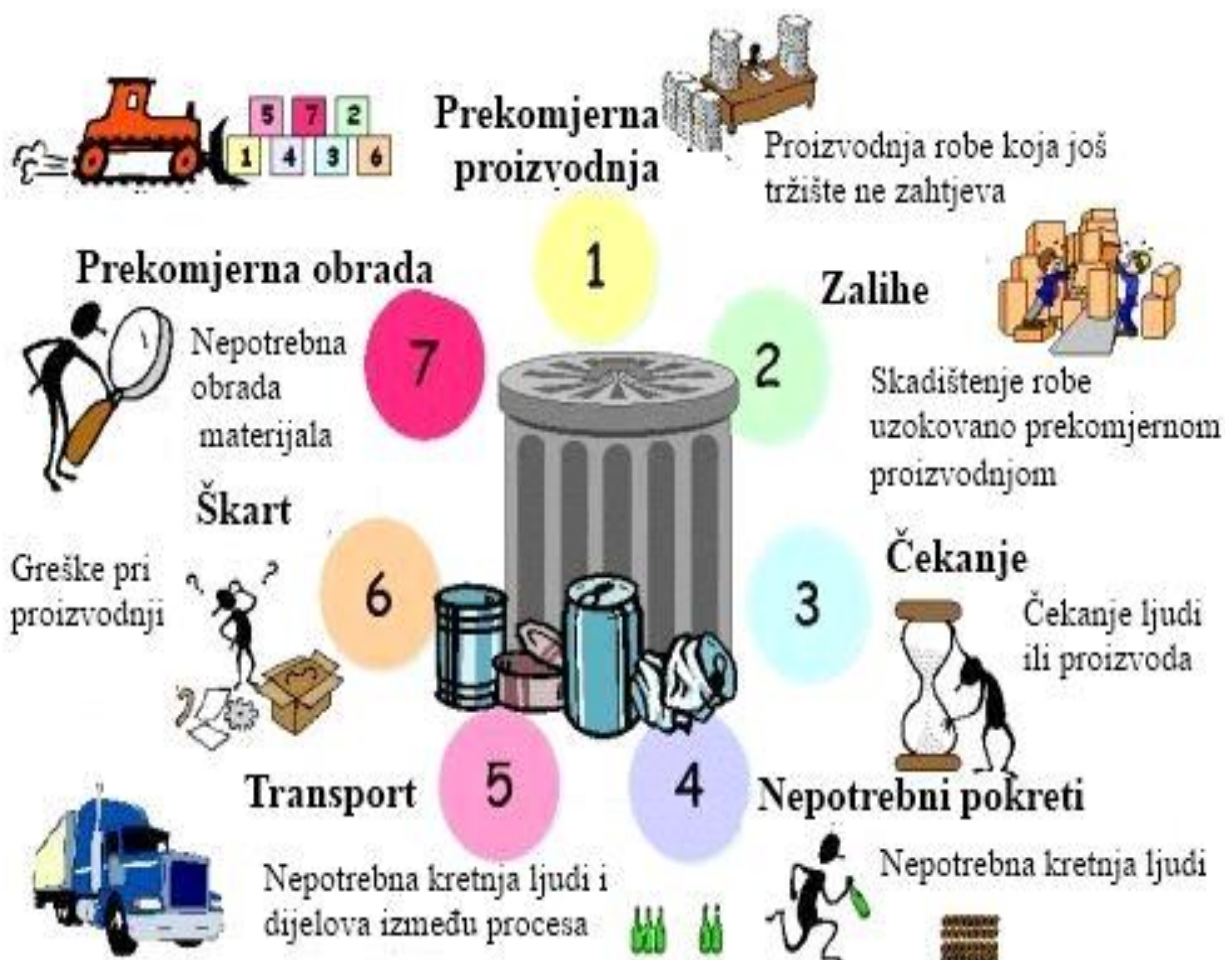 5 7 2
1 4 3 6
Prekomjerna
proizvodnja
Proizvodnja robe koja još
tržište ne zahtjeva
1
Zalihe
2
Skadištenje robe
uzokovano prekomjernom
proizvodnjom
Čekanje
3
Čekanje ljudi
ili proizvoda
4
Nepotrebni pokreti
Nepotrebna kretnja ljudi
Transport
5
Nepotrebna kretnja ljudi i
dijelova između procesa
Škart
6
Greške pri
proizvodnji
? ?
Prekomjerna obrada
7
Nepotrebna
obrada
materijala